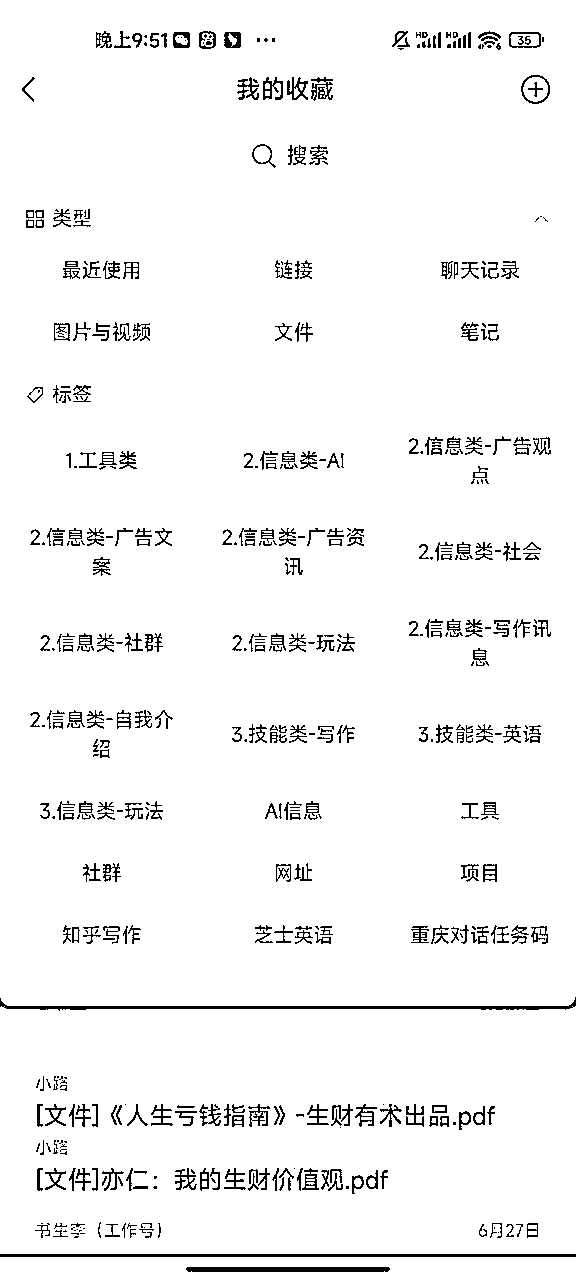 晚上9:51 ··· HD HD 35
我的收藏
搜索
类型
最近使用 链接 聊天记录
图片与视频 文件 笔记
标签
1.工具类 2.信息类-AI 2.信息类-广告观点
2.信息类-广告文案 2.信息类-广告资讯 2.信息类-社会
2.信息类-社群 2.信息类-玩法 2.信息类-写作讯息
2.信息类-自我介绍 3.技能类-写作 3.技能类-英语
3.信息类-玩法 AI信息 工具
社群 网址 项目
知乎写作 芝士英语 重庆对话任务码
小路
[文件]《人生亏钱指南》-生财有术出品.pdf
小路
[文件]亦仁：我的生财价值观.pdf
书生李（工作号） 6月27日